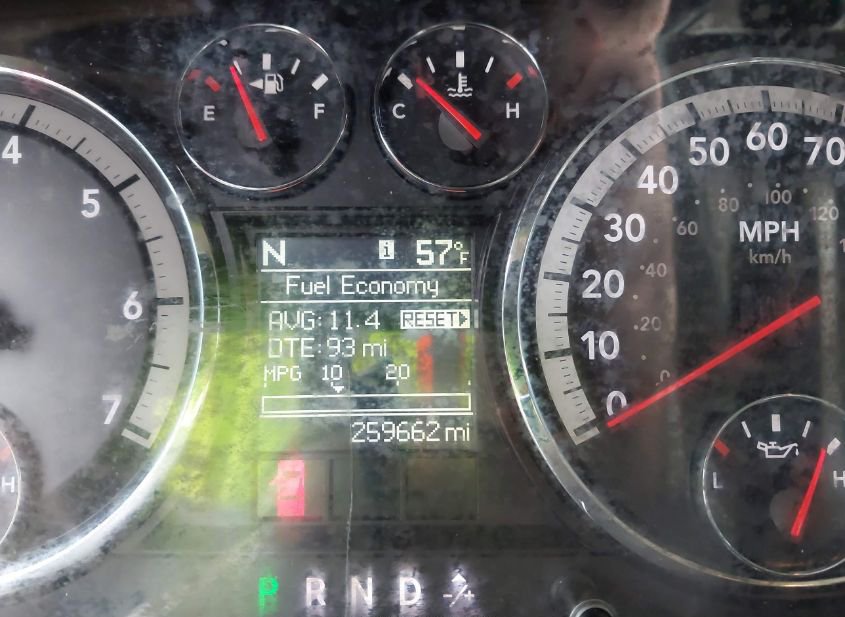 E F
C H
4
5
6
7
H
N i 57°F
Fuel Economy
AVG: 11.4 RESET
DTE: 93 mi
MPG 10 20
259662 mi
P R N D -/+
0 10 20 30 40 50 60 70
20 40 60 80 100 120
MPH
km/h
0
L H